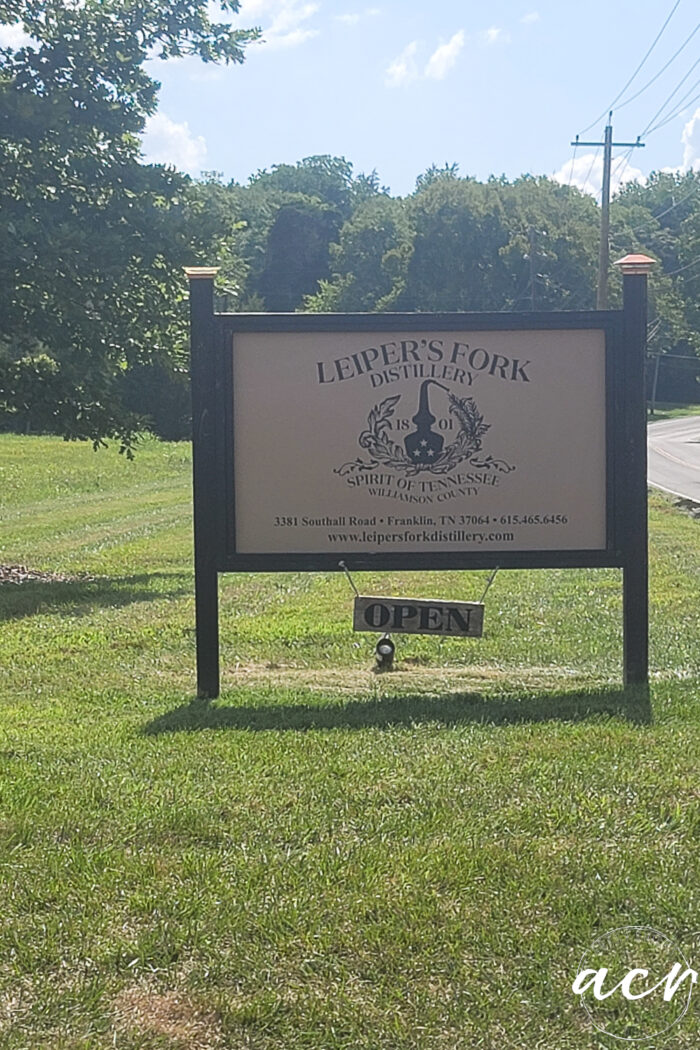 LEIPER'S FORK
DISTILLERY
18 01
SPIRIT OF TENNESSEE
WILLIAMSON COUNTY
3381 Southall Road • Franklin, TN 37064 • 615.465.6456
www.leipersforkdistillery.com
OPEN
acr